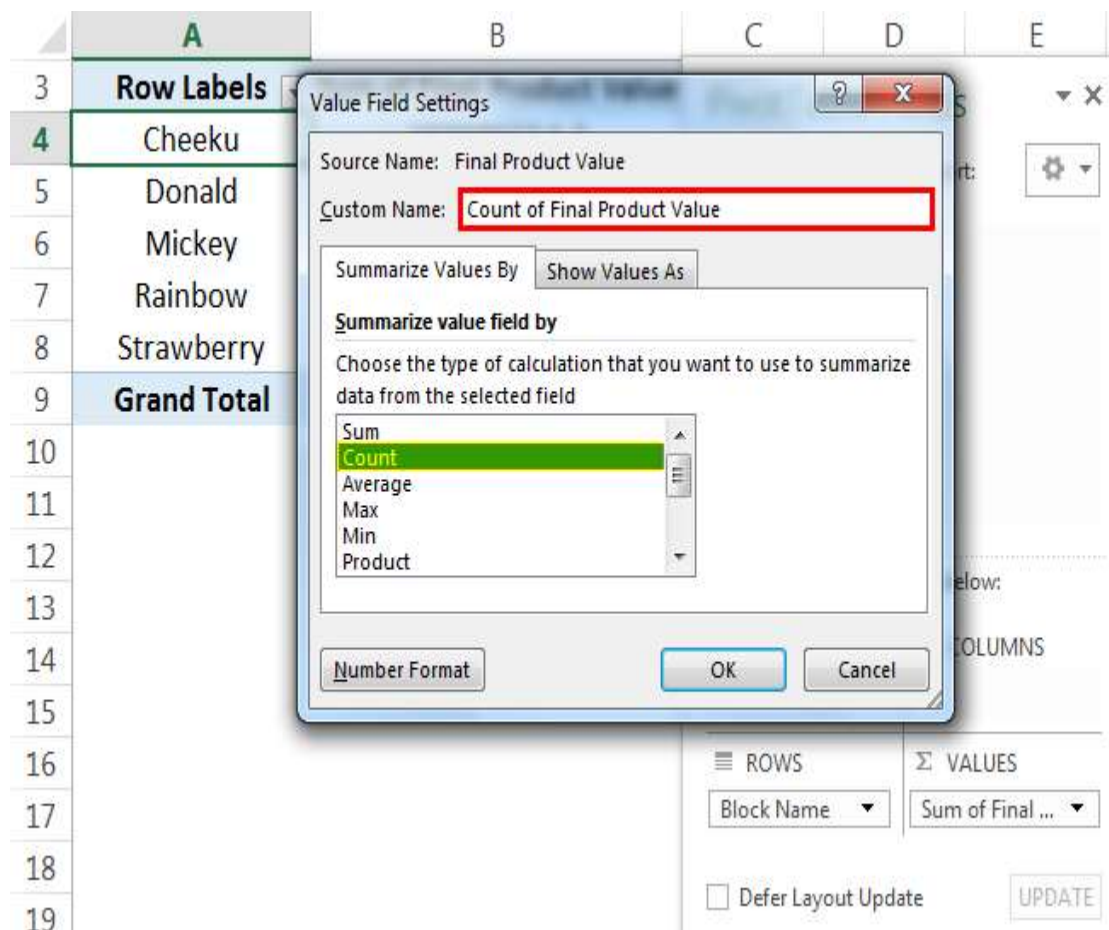 A B C D E
3 Row Labels
Value Field Settings ?
4 Cheeku
Source Name: Final Product Value
5 Donald
Custom Name: Count of Final Product Value
6 Mickey
Summarize Values By Show Values As
7 Rainbow
Summarize value field by
8 Strawberry
Choose the type of calculation that you want to use to summarize
9 Grand Total
data from the selected field
Sum
10
Count
Average
11
Max
Min
12
Product
elow:
13
14
Number Format OK Cancel
COLUMNS
15
16 ROWS Σ VALUES
17 Block Name Sum of Final ...
18
Defer Layout Update UPDATE
19